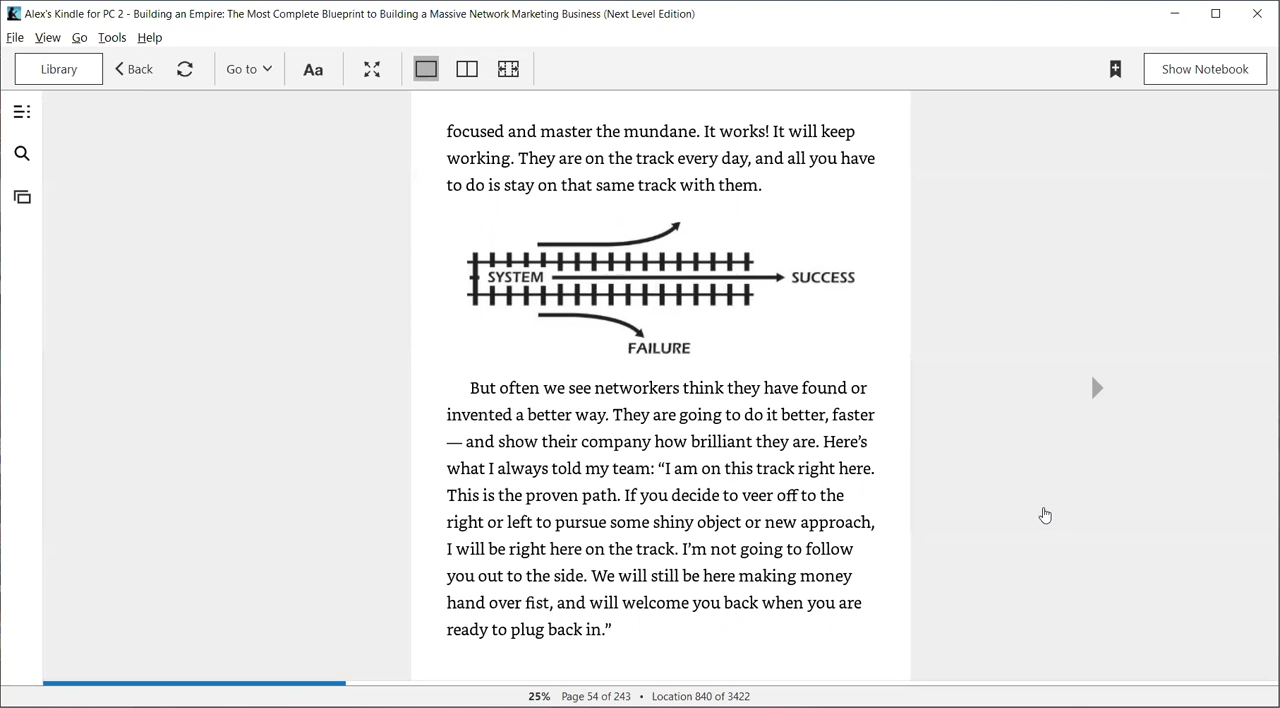 Alex's Kindle for PC 2 - Building an Empire: The Most Complete Blueprint to Building a Massive Network Marketing Business (Next Level Edition)
File View Go Tools Help
Library Back Go to Aa Show Notebook
focused and master the mundane. It works! It will keep
working. They are on the track every day, and all you have
to do is stay on that same track with them.
SYSTEM SUCCESS
FAILURE
But often we see networkers think they have found or
invented a better way. They are going to do it better, faster
— and show their company how brilliant they are. Here's
what I always told my team: “I am on this track right here.
This is the proven path. If you decide to veer off to the
right or left to pursue some shiny object or new approach,
I will be right here on the track. I'm not going to follow
you out to the side. We will still be here making money
hand over fist, and will welcome you back when you are
ready to plug back in.”
25% Page 54 of 243 • Location 840 of 3422